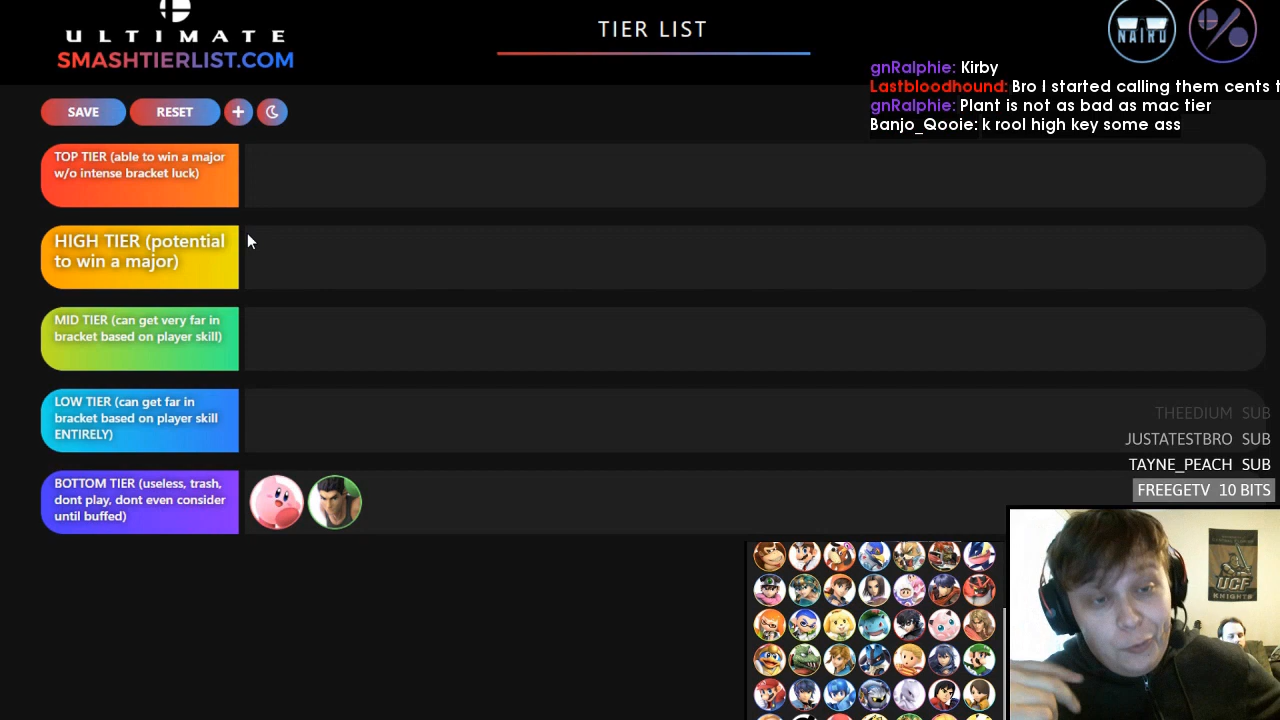 ULTIMATE
SMASHTIERLIST.COM
TIER LIST
NAIRO
gnRalphie: Kirby
Lastbloodhound: Bro I started calling them cents t
gnRalphie: Plant is not as bad as mac tier
Banjo_Qooie: k rool high key some ass
SAVE
RESET
+
TOP TIER (able to win a major
w/o intense bracket luck)
HIGH TIER (potential
to win a major)
MID TIER (can get very far in
bracket based on player skill)
LOW TIER (can get far in
bracket based on player skill
ENTIRELY)
THEEDIUM SUB
JUSTATESTBRO SUB
TAYNE_PEACH SUB
FREEGETV 10 BITS
BOTTOM TIER (useless, trash,
dont play, dont even consider
until buffed)
UCF
KNIGHTS